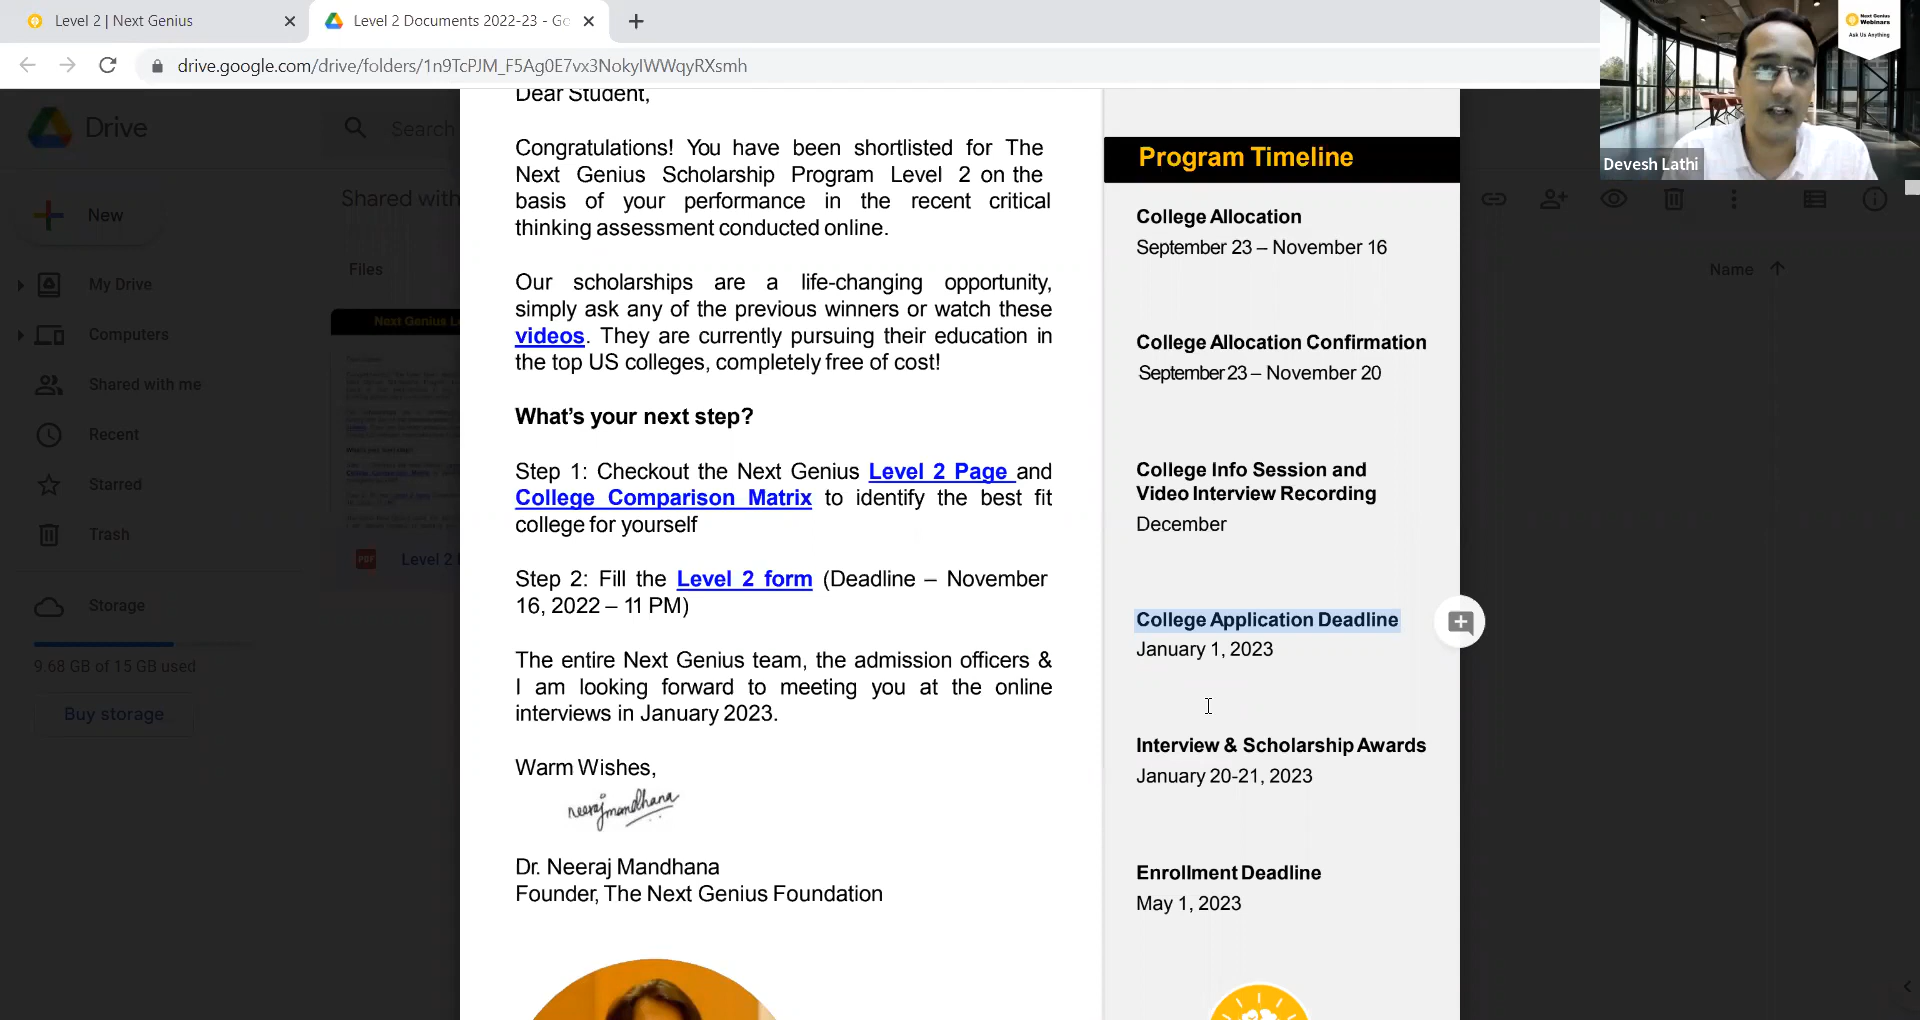 Level 2 | Next Genius
Level 2 Documents 2022-23 - Go
drive.google.com/drive/folders/1n9TcPJM_F5Ag0E7vx3NokyIWWqyRXsmh
Next Genius
Webinars
Ask Us Anything
Devesh Lathi
Drive
Search
New
Shared with
Files
My Drive
Computers
Shared with me
Recent
Starred
Trash
Storage
9.68 GB of 15 GB used
Buy storage
Next Genius L
Level 2
Name
Dear Student,
Congratulations! You have been shortlisted for The
Next Genius Scholarship Program Level 2 on the
basis of your performance in the recent critical
thinking assessment conducted online.
Our scholarships are a life-changing opportunity,
simply ask any of the previous winners or watch these
videos. They are currently pursuing their education in
the top US colleges, completely free of cost!
What’s your next step?
Step 1: Checkout the Next Genius Level 2 Page and
College Comparison Matrix to identify the best fit
college for yourself
Step 2: Fill the Level 2 form (Deadline – November
16, 2022 – 11 PM)
The entire Next Genius team, the admission officers &
I am looking forward to meeting you at the online
interviews in January 2023.
Warm Wishes,
neerajmandhana
Dr. Neeraj Mandhana
Founder, The Next Genius Foundation
Program Timeline
College Allocation
September 23 – November 16
College Allocation Confirmation
September 23 – November 20
College Info Session and
Video Interview Recording
December
College Application Deadline
January 1, 2023
Interview & Scholarship Awards
January 20-21, 2023
Enrollment Deadline
May 1, 2023